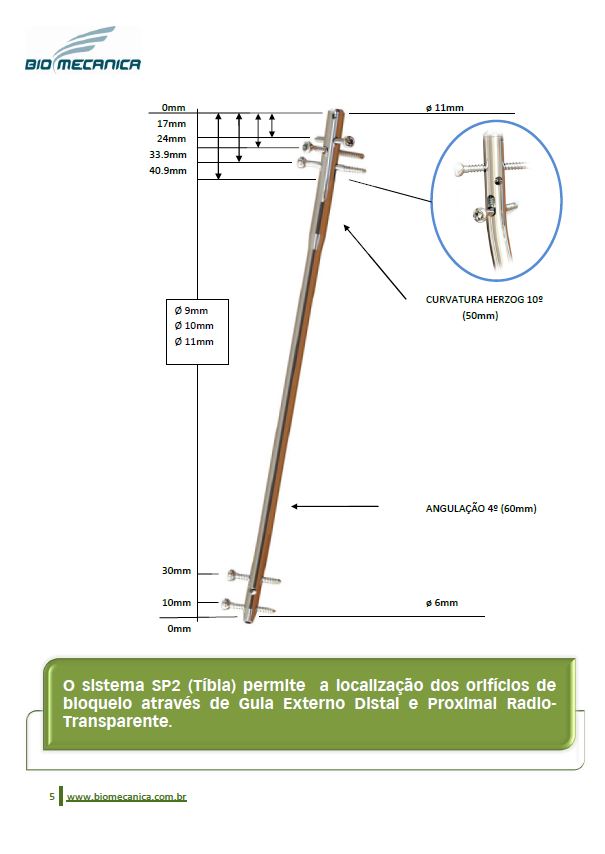 BIOMECANICA
0mm
ø 11mm
17mm
24mm
33.9mm
40.9mm
CURVATURA HERZOG 10º
(50mm)
Ø 9mm
Ø 10mm
Ø 11mm
ANGULAÇÃO 4º (60mm)
30mm
10mm
ø 6mm
0mm
O sistema SP2 (Tíbia) permite a localização dos orifícios de
bloqueio através de Guia Externo Distal e Proximal Radio-
Transparente.
5 www.biomecanica.com.br